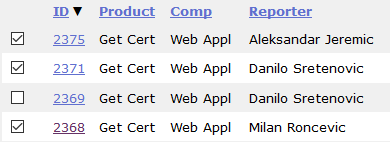 ID▼ Product Comp Reporter
2375 Get Cert Web Appl Aleksandar Jeremic
2371 Get Cert Web Appl Danilo Sretenovic
2369 Get Cert Web Appl Danilo Sretenovic
2368 Get Cert Web Appl Milan Roncevic